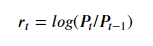 r_t = log(P_t/P_{t-1})